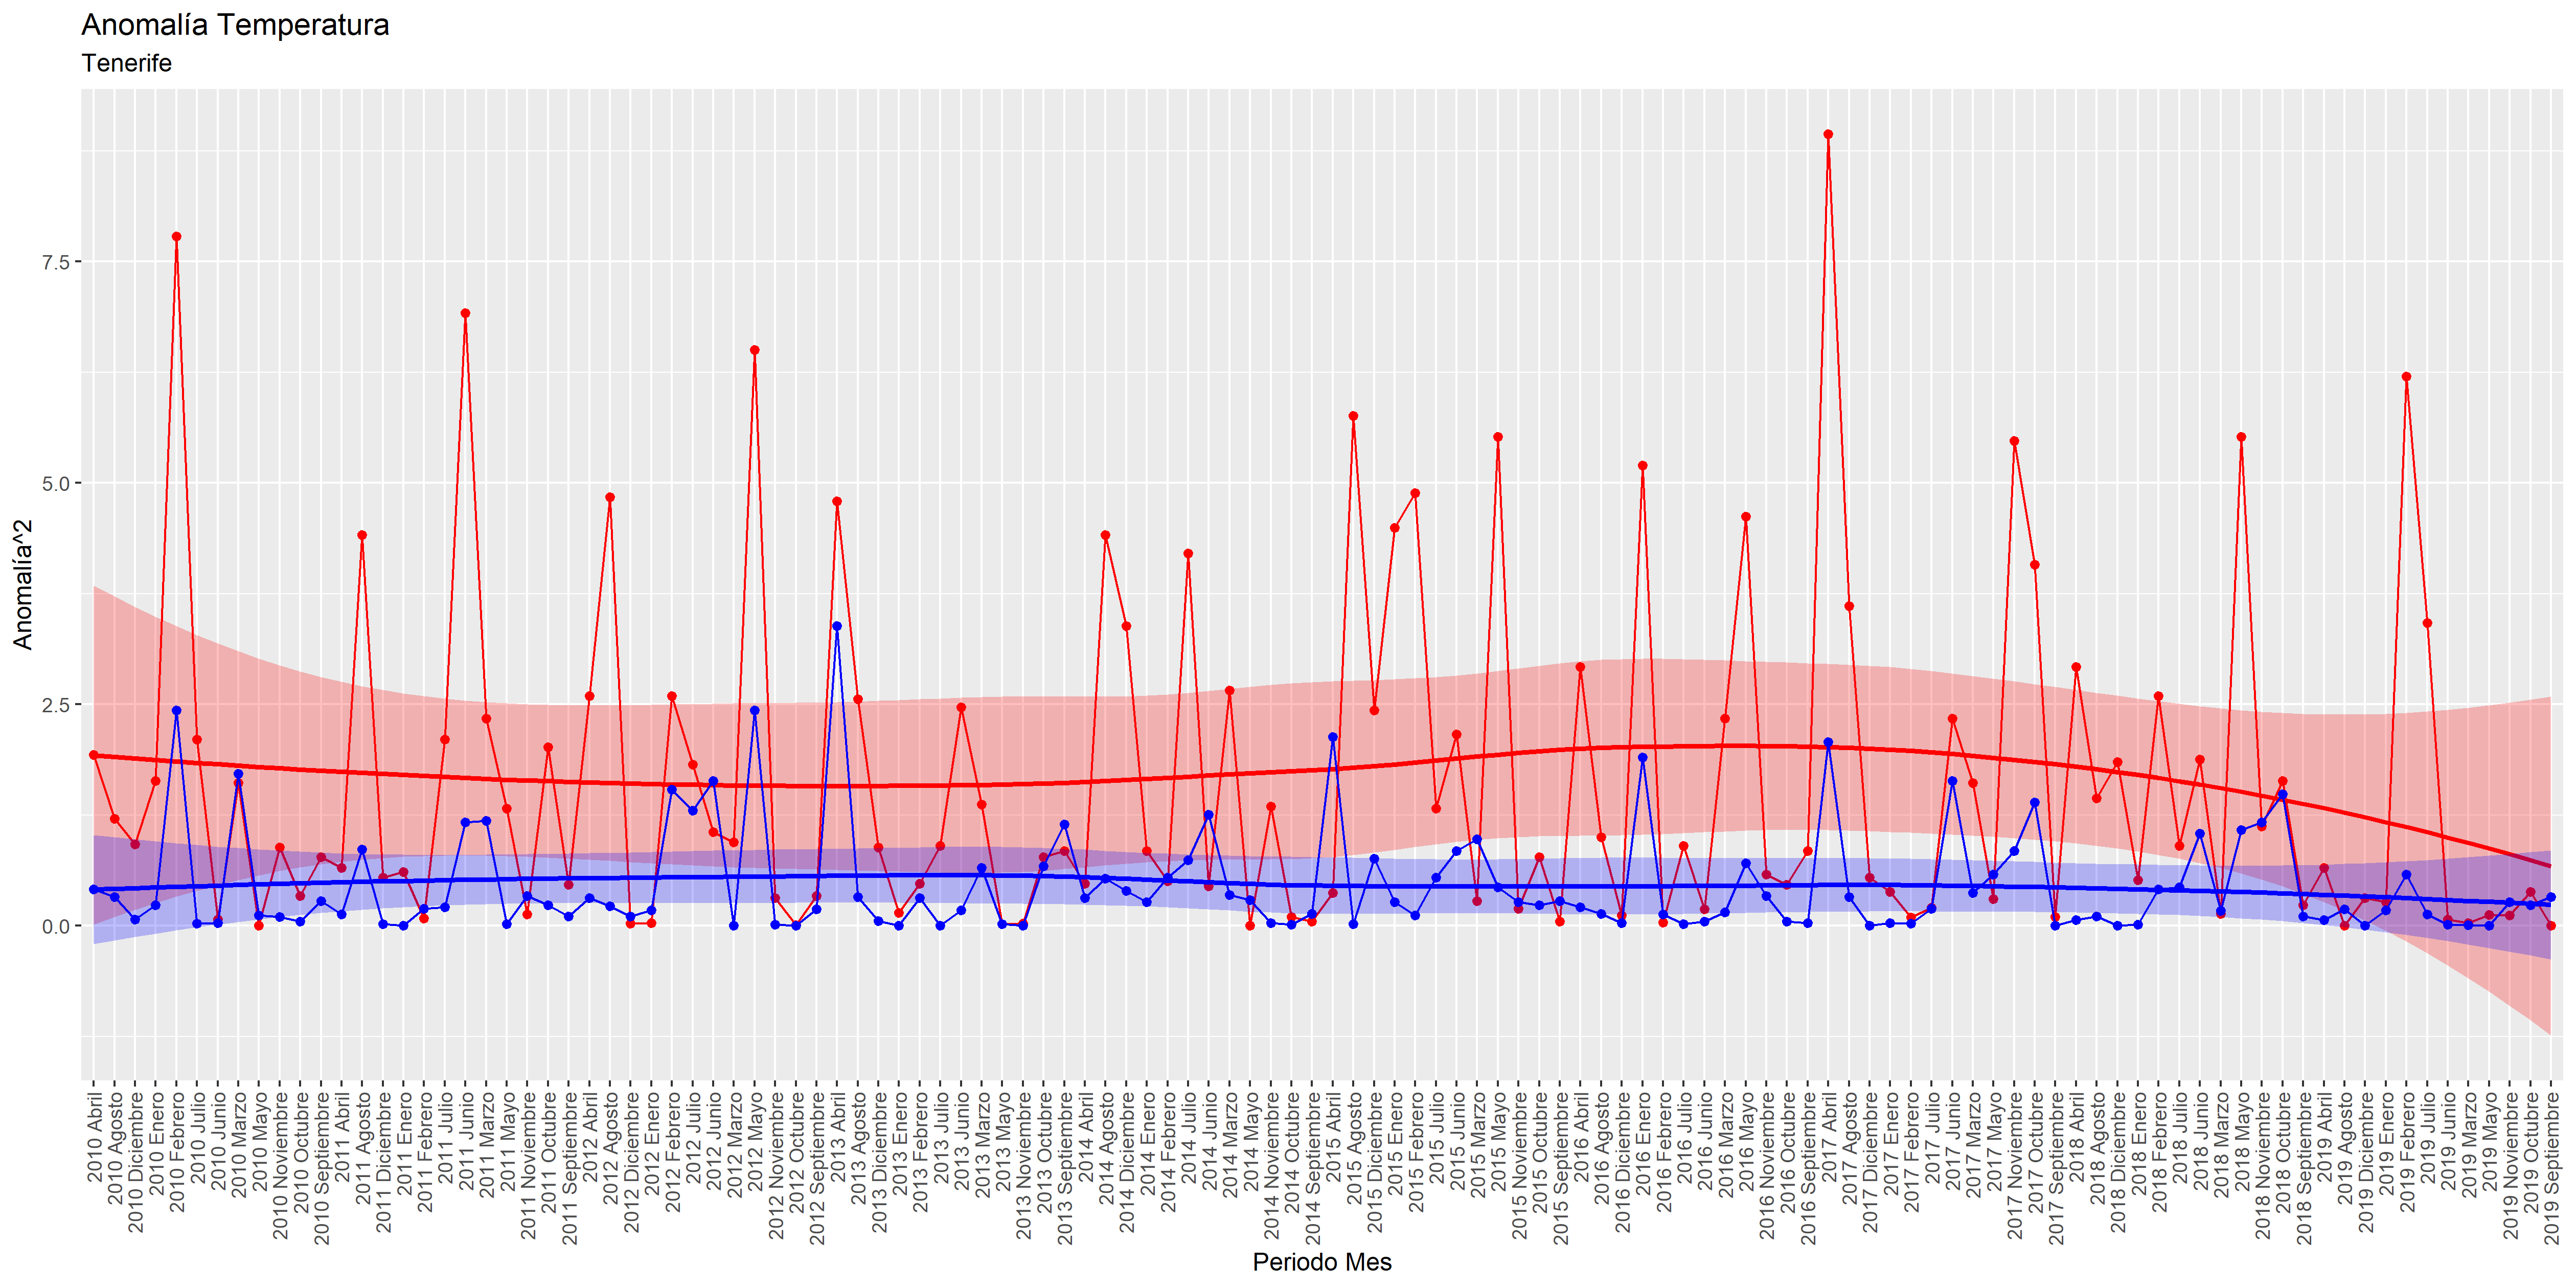 Anomalía Temperatura
Tenerife
Anomalía^2
7.5
5.0
2.5
0.0
2010 Abril
2010 Agosto
2010 Diciembre
2010 Enero
2010 Febrero
2010 Julio
2010 Junio
2010 Marzo
2010 Mayo
2010 Noviembre
2010 Octubre
2010 Septiembre
2011 Abril
2011 Agosto
2011 Diciembre
2011 Enero
2011 Febrero
2011 Julio
2011 Junio
2011 Marzo
2011 Mayo
2011 Noviembre
2011 Octubre
2011 Septiembre
2012 Abril
2012 Agosto
2012 Diciembre
2012 Enero
2012 Febrero
2012 Julio
2012 Junio
2012 Marzo
2012 Mayo
2012 Noviembre
2012 Octubre
2012 Septiembre
2013 Abril
2013 Agosto
2013 Diciembre
2013 Enero
2013 Febrero
2013 Julio
2013 Junio
2013 Marzo
2013 Mayo
2013 Noviembre
2013 Octubre
2013 Septiembre
2014 Abril
2014 Agosto
2014 Diciembre
2014 Enero
2014 Febrero
2014 Julio
2014 Junio
2014 Marzo
2014 Mayo
2014 Noviembre
2014 Octubre
2014 Septiembre
2015 Abril
2015 Agosto
2015 Diciembre
2015 Enero
2015 Febrero
2015 Julio
2015 Junio
2015 Marzo
2015 Mayo
2015 Noviembre
2015 Octubre
2015 Septiembre
2016 Abril
2016 Agosto
2016 Diciembre
2016 Enero
2016 Febrero
2016 Julio
2016 Junio
2016 Marzo
2016 Mayo
2016 Noviembre
2016 Octubre
2016 Septiembre
2017 Abril
2017 Agosto
2017 Diciembre
2017 Enero
2017 Febrero
2017 Julio
2017 Junio
2017 Marzo
2017 Mayo
2017 Noviembre
2017 Octubre
2017 Septiembre
2018 Abril
2018 Agosto
2018 Diciembre
2018 Enero
2018 Febrero
2018 Julio
2018 Junio
2018 Marzo
2018 Mayo
2018 Noviembre
2018 Octubre
2018 Septiembre
2019 Abril
2019 Agosto
2019 Diciembre
2019 Enero
2019 Febrero
2019 Julio
2019 Junio
2019 Marzo
2019 Mayo
2019 Noviembre
2019 Octubre
2019 Septiembre
Periodo Mes